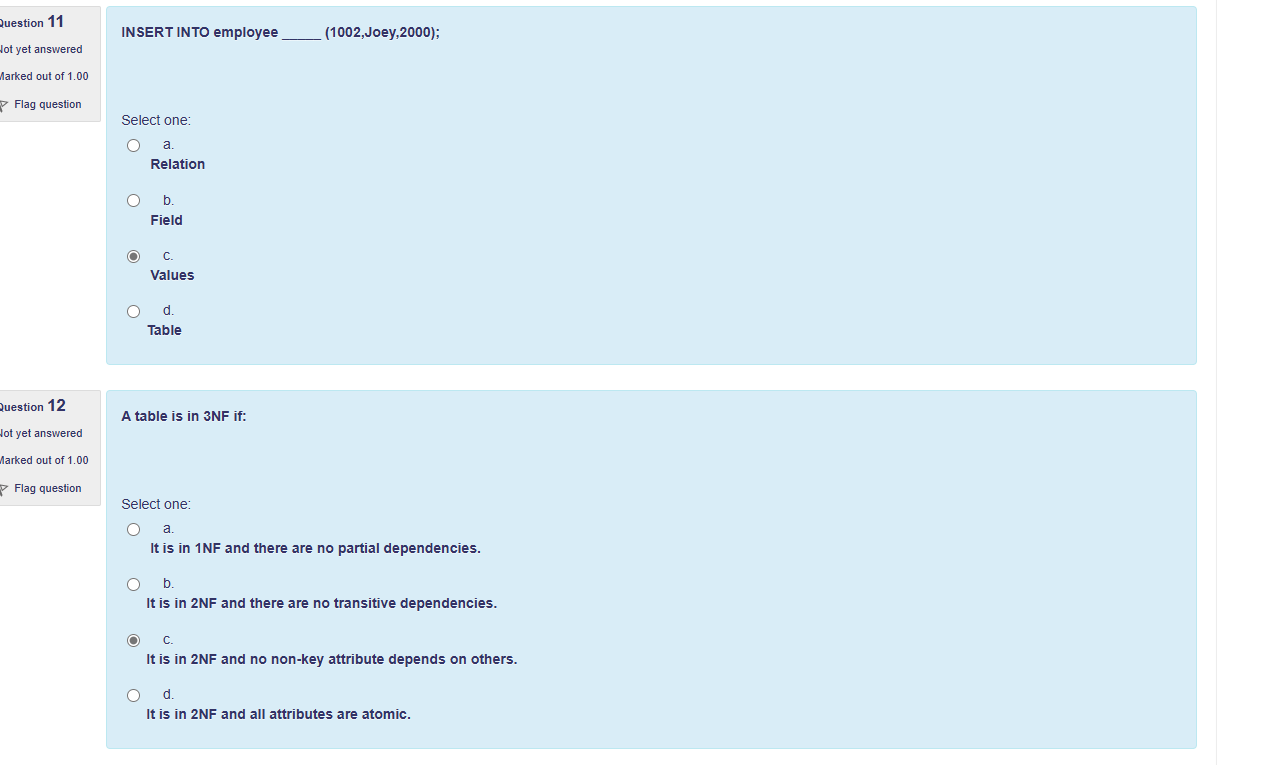 Question 11
Not yet answered
Marked out of 1.00
Flag question
INSERT INTO employee _____ (1002,Joey,2000);
Select one:
a.
Relation
b.
Field
c.
Values
d.
Table
Question 12
Not yet answered
Marked out of 1.00
Flag question
A table is in 3NF if:
Select one:
a.
It is in 1NF and there are no partial dependencies.
b.
It is in 2NF and there are no transitive dependencies.
c.
It is in 2NF and no non-key attribute depends on others.
d.
It is in 2NF and all attributes are atomic.